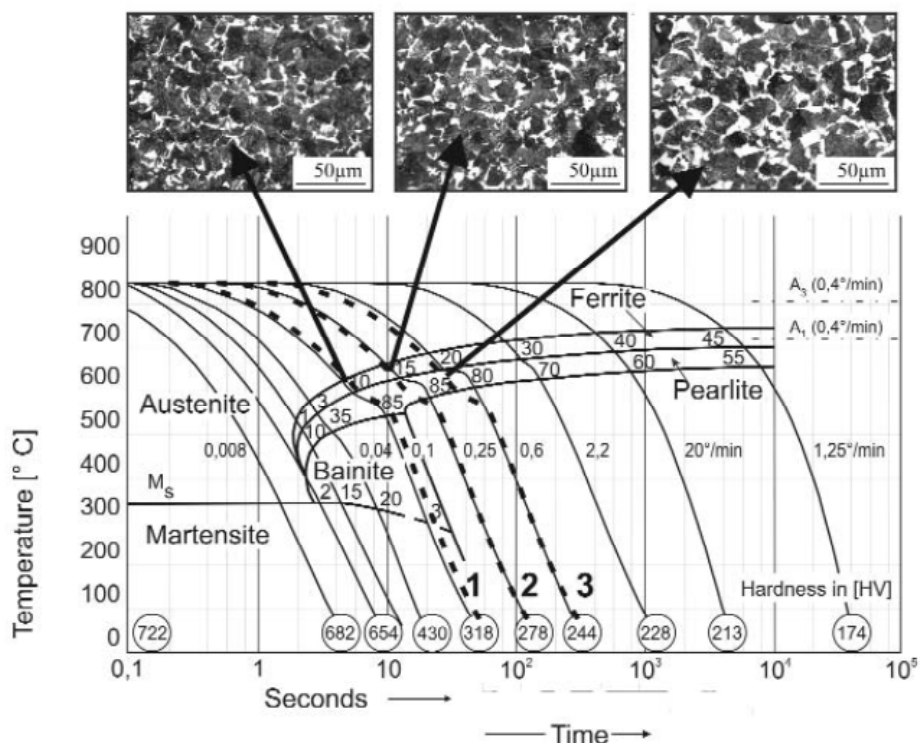 50µm
50µm
50µm
900
800
700
600
500
400
300
200
100
0
Temperature [° C]
A₃ (0,4°/min)
A₁ (0,4°/min)
Ferrite
Pearlite
Austenite
Bainite
Mₛ
Martensite
10 15 20 30 40 45
3
85 85 80 70 60 55
10 35
0,008 0,04 0,1 0,25 0,6 2,2 20°/min 1,25°/min
2 15 20 3
1 2 3
Hardness in [HV]
722 682 654 430 318 278 244 228 213 174
0,1 1 10 10² 10³ 10⁴ 10⁵
Seconds
Time